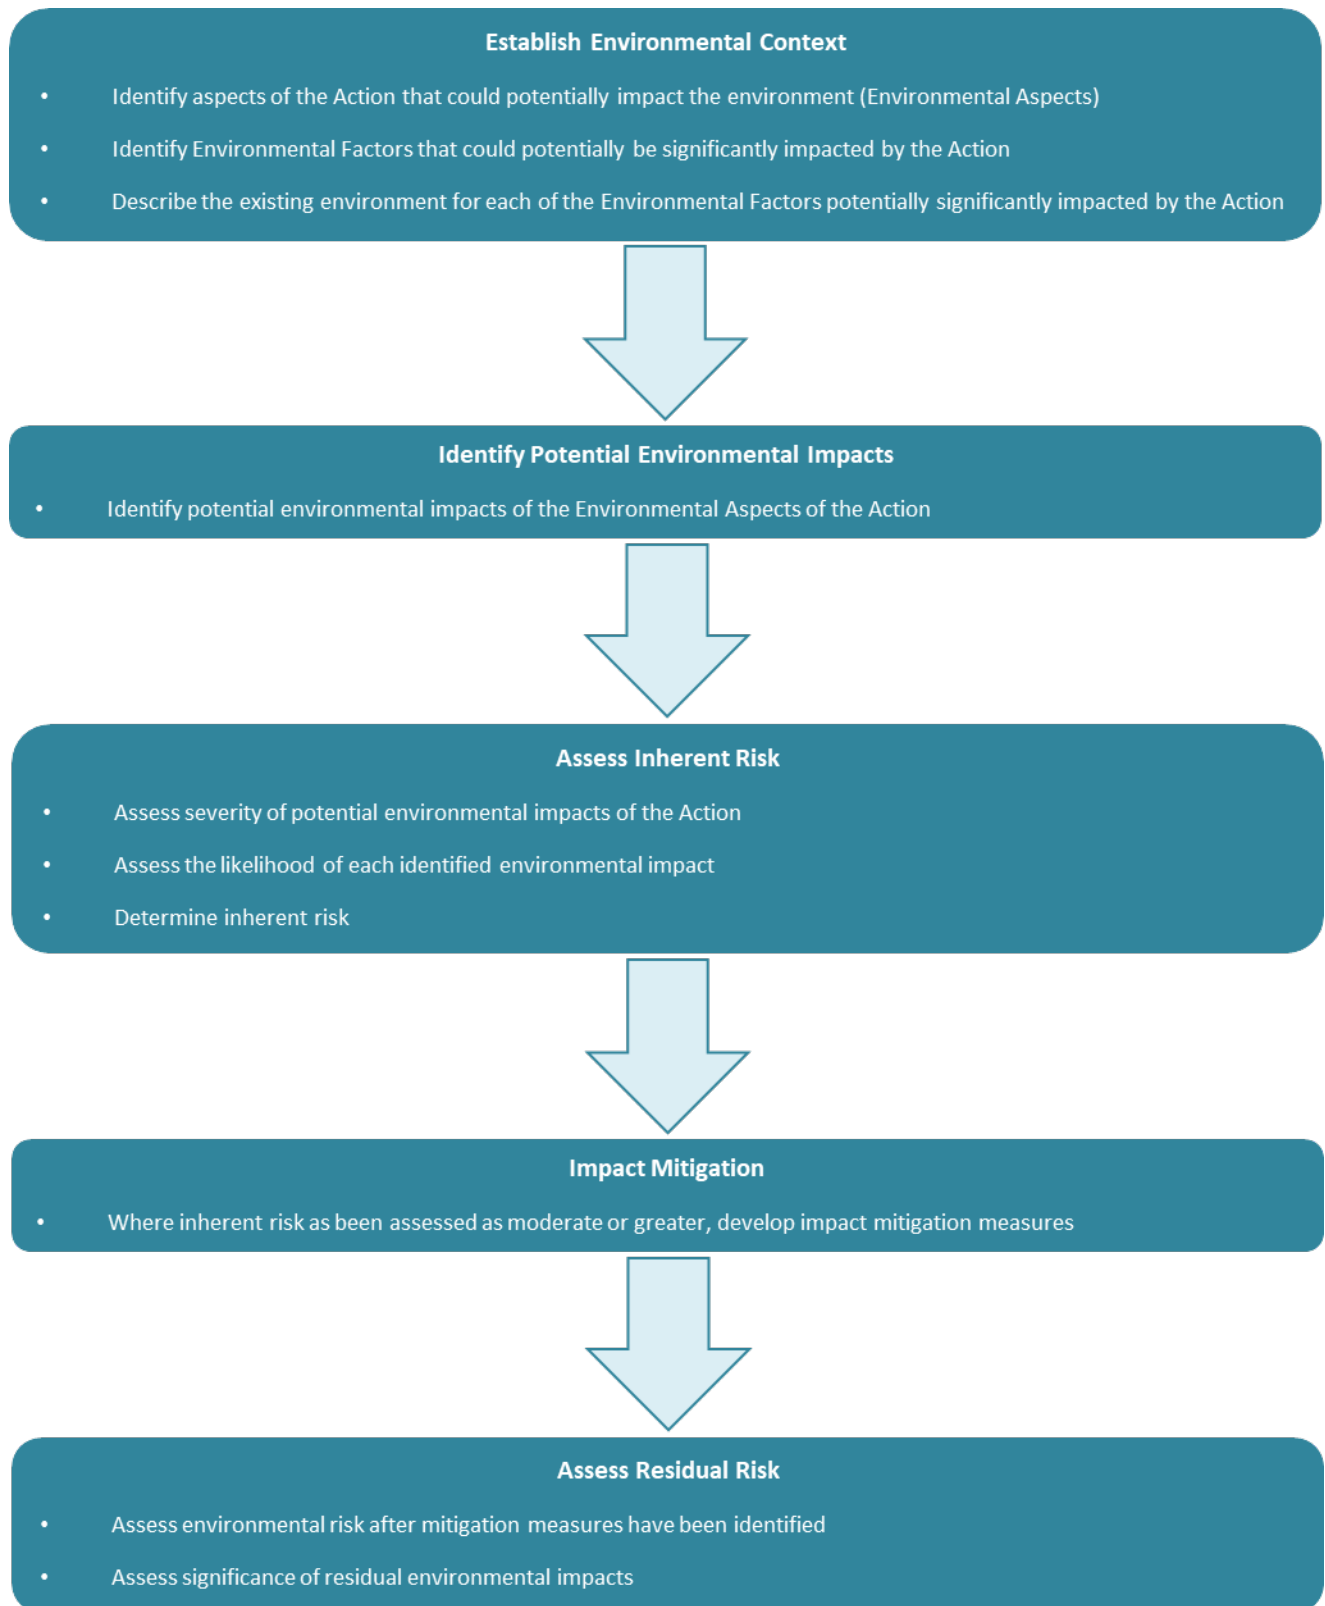 Establish Environmental Context
• Identify aspects of the Action that could potentially impact the environment (Environmental Aspects)
• Identify Environmental Factors that could potentially be significantly impacted by the Action
• Describe the existing environment for each of the Environmental Factors potentially significantly impacted by the Action
Identify Potential Environmental Impacts
• Identify potential environmental impacts of the Environmental Aspects of the Action
Assess Inherent Risk
• Assess severity of potential environmental impacts of the Action
• Assess the likelihood of each identified environmental impact
• Determine inherent risk
Impact Mitigation
• Where inherent risk as been assessed as moderate or greater, develop impact mitigation measures
Assess Residual Risk
• Assess environmental risk after mitigation measures have been identified
• Assess significance of residual environmental impacts